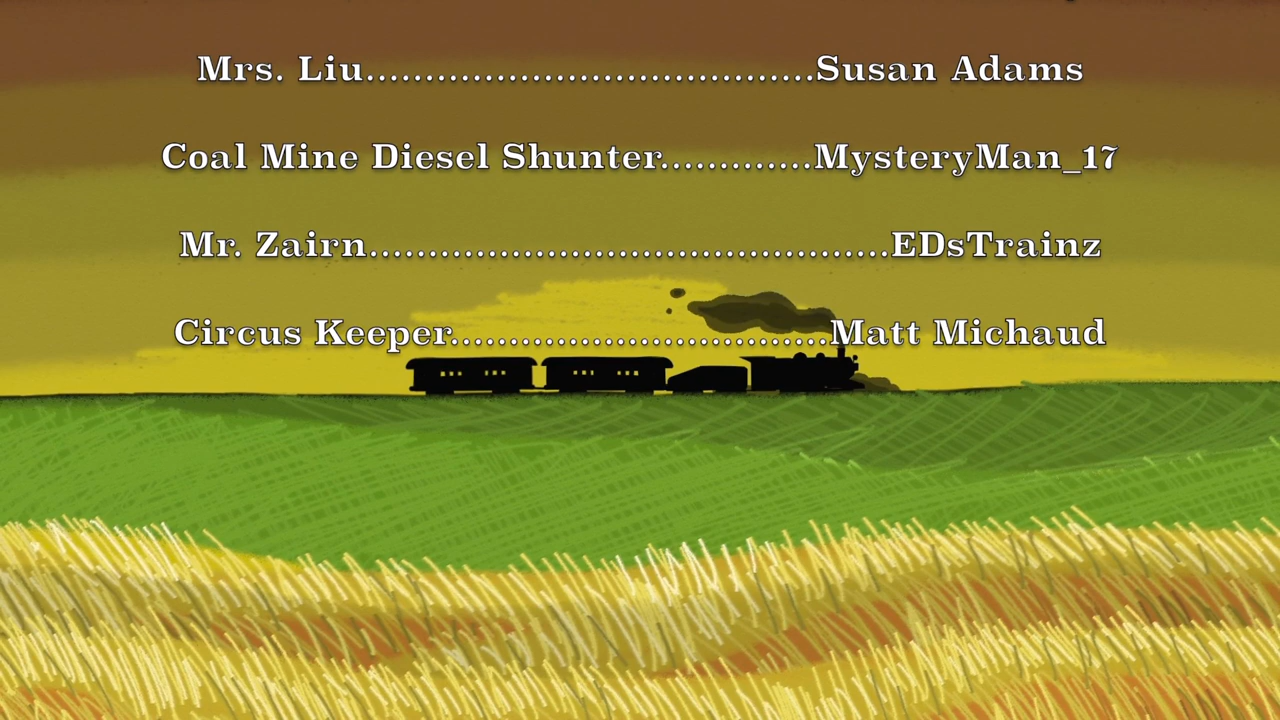 Mrs. Liu......................................Susan Adams
Coal Mine Diesel Shunter.............MysteryMan_17
Mr. Zairn............................................EDsTrainz
Circus Keeper................................Matt Michaud